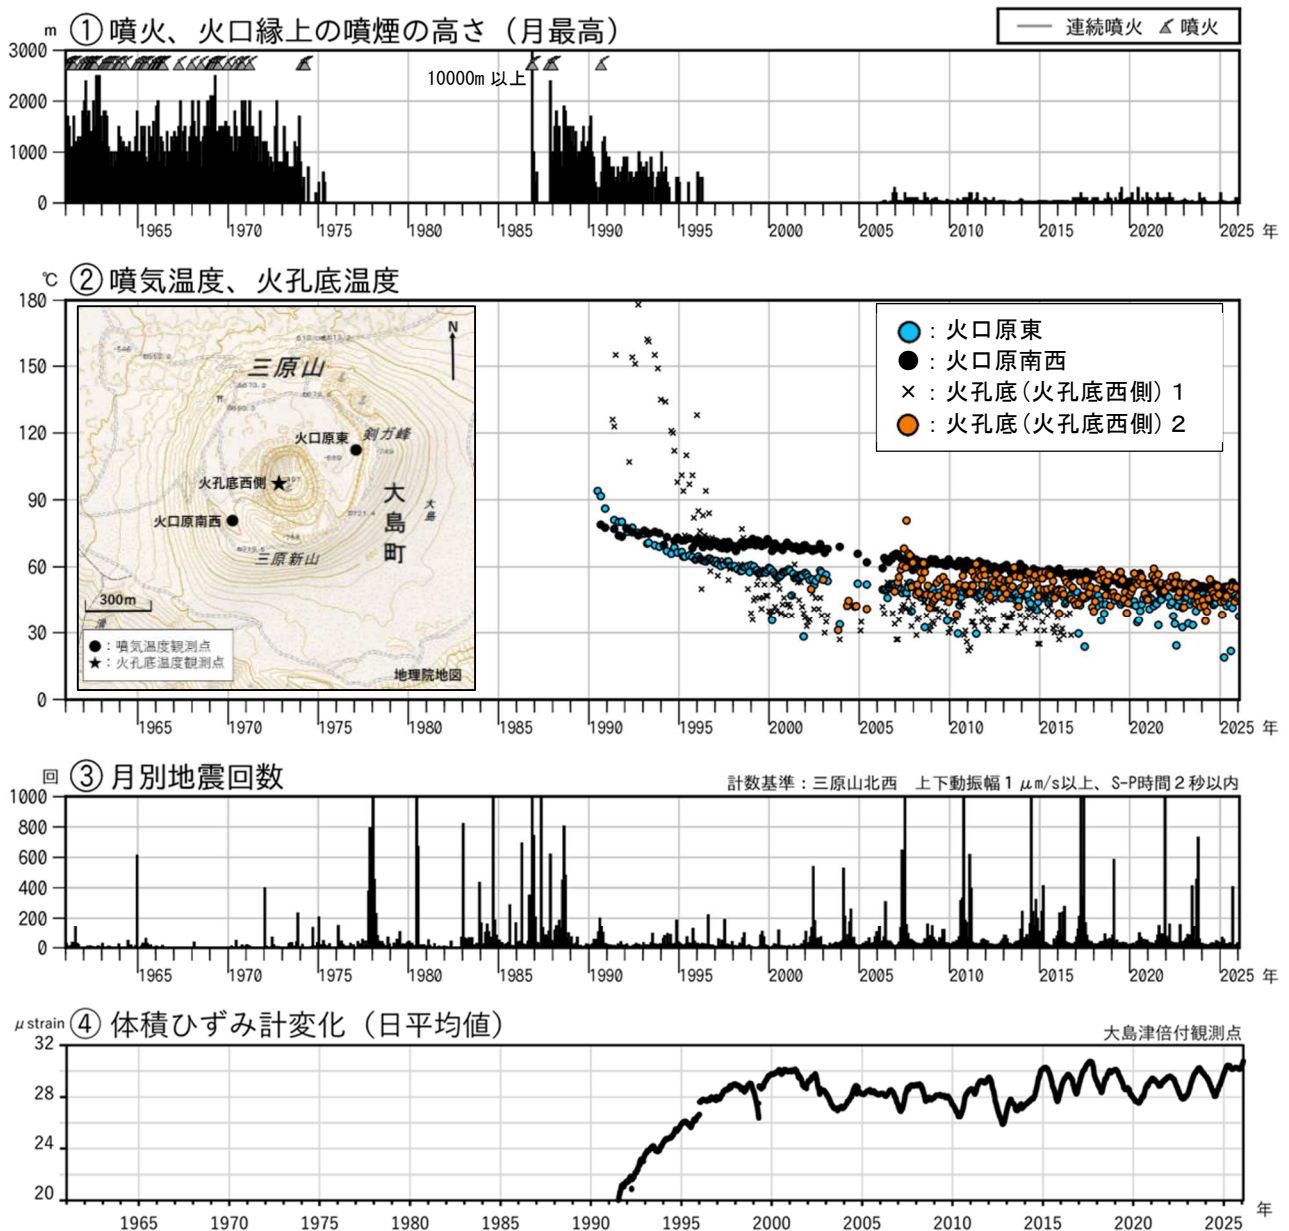 m ①噴火、火口縁上の噴煙の高さ（月最高）
連続噴火 噴火
3000
2000
1000
0
10000m 以上
1965 1970 1975 1980 1985 1990 1995 2000 2005 2010 2015 2020 2025 年
℃ ②噴気温度、火孔底温度
180
150
120
90
60
30
0
N
三原山
火口原東
剣ガ峰
火孔底西側
火口原南西
三原新山
大島町
大島
300m
●：噴気温度観測点
★：火孔底温度観測点
地理院地図
：火口原東
：火口原南西
×：火孔底(火孔底西側)１
：火孔底(火孔底西側)２
1965 1970 1975 1980 1985 1990 1995 2000 2005 2010 2015 2020 2025 年
回 ③月別地震回数
計数基準：三原山北西 上下動振幅１μm/s以上、S-P時間２秒以内
1000
800
600
400
200
0
1965 1970 1975 1980 1985 1990 1995 2000 2005 2010 2015 2020 2025 年
μstrain ④体積ひずみ計変化（日平均値）
大島津倍付観測点
32
28
24
20
1965 1970 1975 1980 1985 1990 1995 2000 2005 2010 2015 2020 2025 年